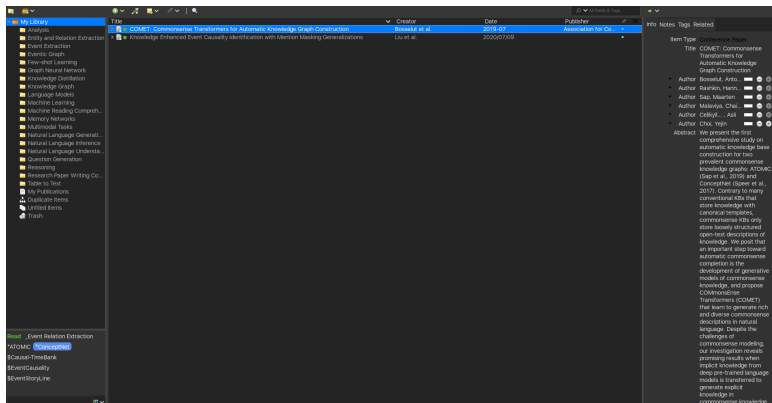 My Library
Analysis
Entity and Relation Extraction
Event Extraction
Eventic Graph
Few-shot Learning
Graph Neural Network
Knowledge Distillation
Knowledge Graph
Language Models
Machine Learning
Machine Reading Compreh...
Memory Networks
Multimodal Tasks
Natural Language Generati...
Natural Language Inference
Natural Language Understa...
Question Generation
Reasoning
Research Paper Writing Co...
Table to Text
My Publications
Duplicate Items
Unfiled Items
Trash
Read _Event Relation Extraction
*ATOMIC *ConceptNet
$Causal-TimeBank
$EventCausality
$EventStoryLine
All Fields & Tags
Title Creator Date Publisher
COMET: Commonsense Transformers for Automatic Knowledge Graph Construction Bosselut et al. 2019-07 Association for Co...
Knowledge Enhanced Event Causality Identification with Mention Masking Generalizations Liu et al. 2020/07/09
Info Notes Tags Related
Item Type Conference Paper
Title COMET: Commonsense
Transformers for
Automatic Knowledge
Graph Construction
Author Bosselut, Anto...
Author Rashkin, Hann...
Author Sap, Maarten
Author Malaviya, Chai...
Author Celikyil..., Asli
Author Choi, Yejin
Abstract We present the first
comprehensive study on
automatic knowledge base
construction for two
prevalent commonsense
knowledge graphs: ATOMIC
(Sap et al., 2019) and
ConceptNet (Speer et al.,
2017). Contrary to many
conventional KBs that
store knowledge with
canonical templates,
commonsense KBs only
store loosely structured
open-text descriptions of
knowledge. We posit that
an important step toward
automatic commonsense
completion is the
development of generative
models of commonsense
knowledge, and propose
COMmonsEnse
Transformers (COMET)
that learn to generate rich
and diverse commonsense
descriptions in natural
language. Despite the
challenges of
commonsense modeling,
our investigation reveals
promising results when
implicit knowledge from
deep pre-trained language
models is transferred to
generate explicit
knowledge in
commonsense knowledge